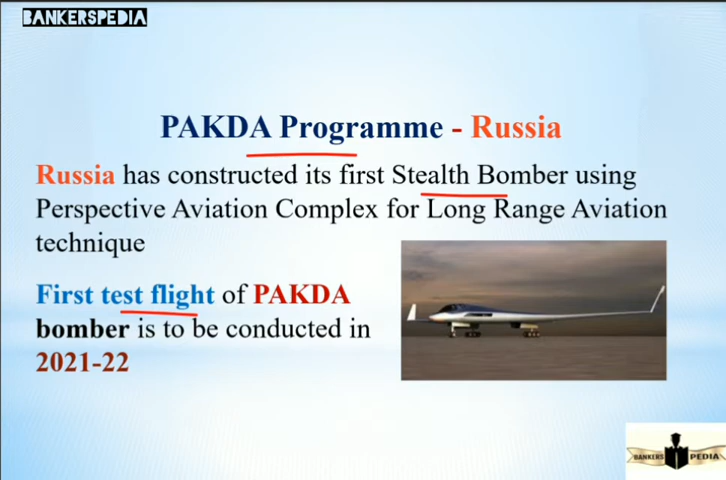 BANKERSPEDIA
PAKDA Programme - Russia
Russia has constructed its first Stealth Bomber using
Perspective Aviation Complex for Long Range Aviation
technique
First test flight of PAKDA
bomber is to be conducted in
2021-22
BANKERS PEDIA